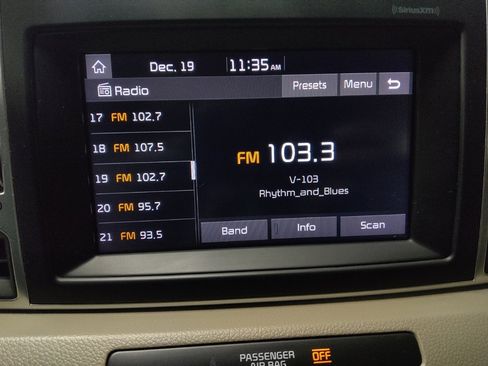 SiriusXM
Dec. 19 11:35 AM
Radio Presets Menu
17 FM 102.7
18 FM 107.5
19 FM 102.7
20 FM 95.7
21 FM 93.5
FM 103.3
V-103
Rhythm_and_Blues
Band Info Scan
PASSENGER OFF
AIR BAG